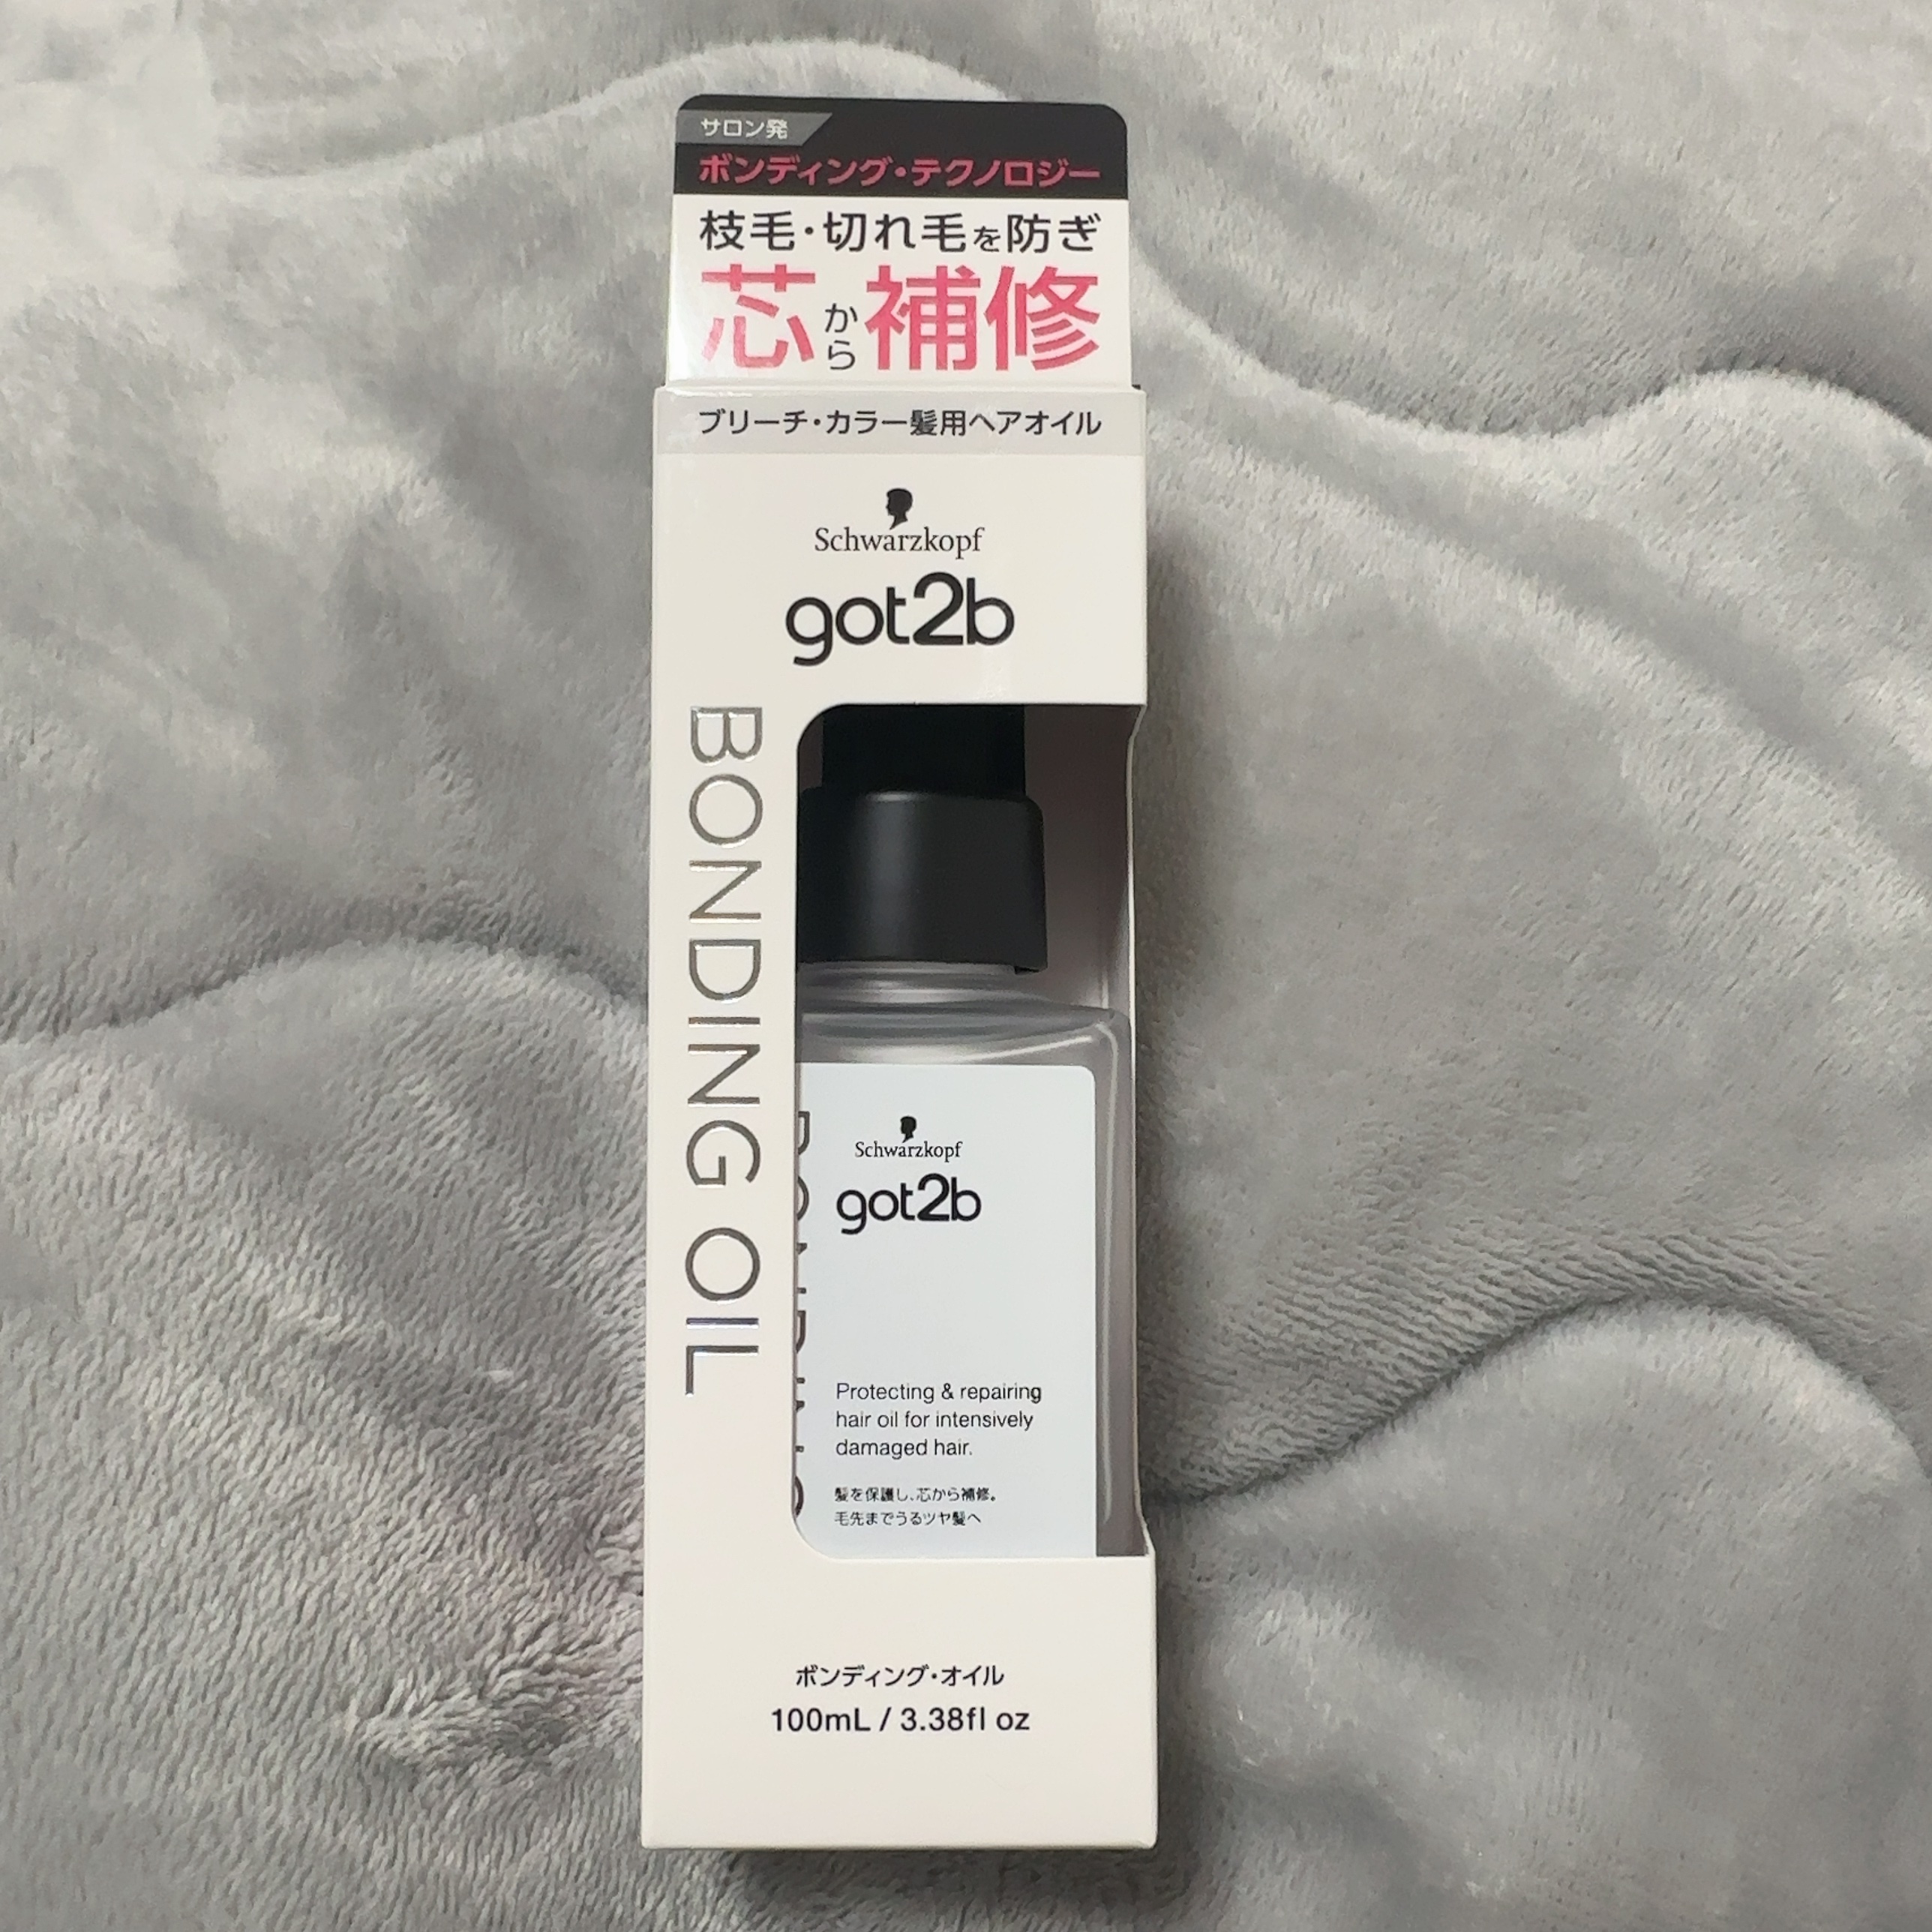 サロン発
ボンディング・テクノロジー
枝毛・切れ毛を防ぎ
芯から補修
ブリーチ・カラー髪用ヘアオイル
Schwarzkopf
got2b
BONDING OIL
Schwarzkopf
got2b
Protecting & repairing
hair oil for intensively
damaged hair.
髪を保護し、芯から補修。
毛先までうるツヤ髪へ
ボンディング・オイル
100mL / 3.38fl oz